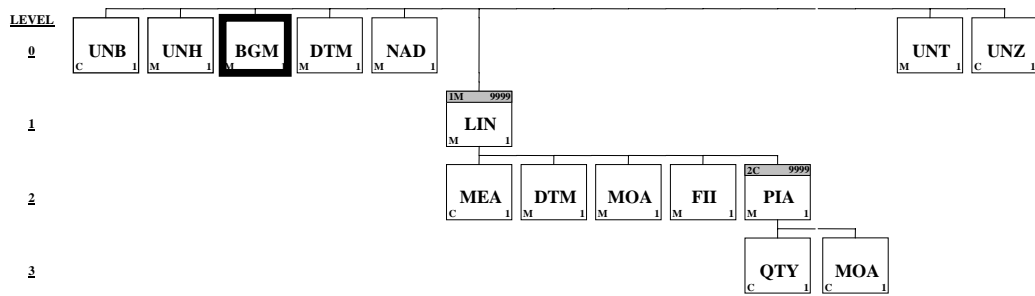 LEVEL
0 UNB UNH BGM DTM NAD UNT UNZ
C 1 M 1 M 1 M 1 M 1 M 1 C 1
1M 9999
1 LIN
M 1
2C 9999
2 MEA DTM MOA FII PIA
C 1 M 1 M 1 M 1 M 1
3 QTY MOA
C 1 C 1